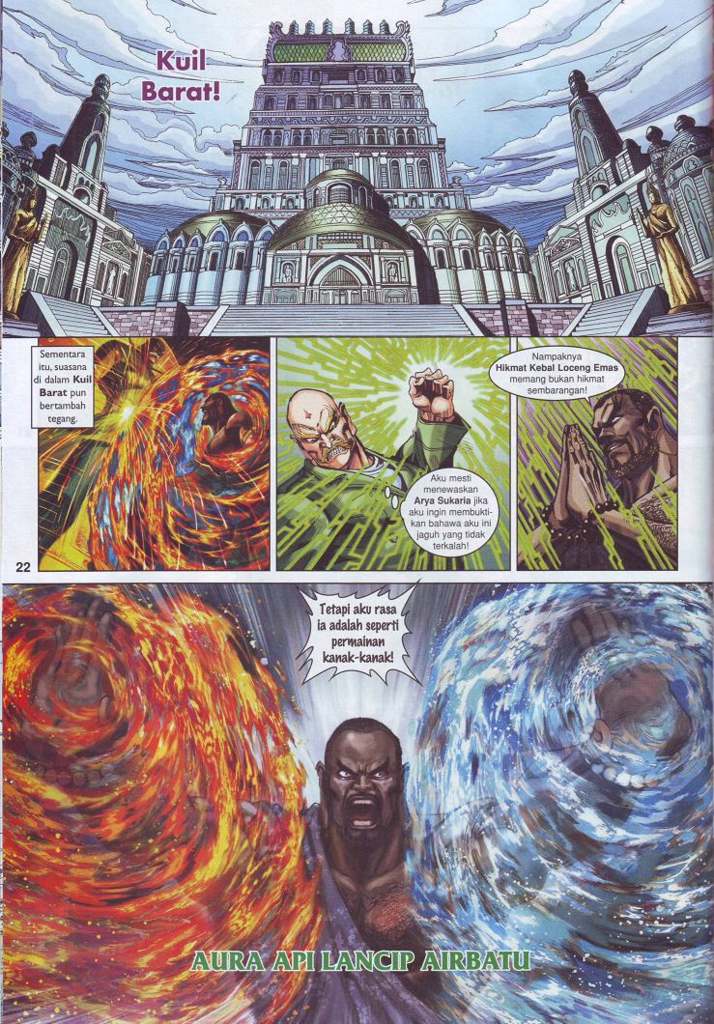 Kuil
Barat!
Sementara
itu, suasana
di dalam Kuil
Barat pun
bertambah
tegang.
Aku mesti
menewaskan
Arya Sukaria jika
aku ingin membukti-
kan bahawa aku ini
jaguh yang tidak
terkalah!
Nampaknya
Hikmat Kebal Loceng Emas
memang bukan hikmat
sembarangan!
22
Tetapi aku rasa
ia adalah seperti
permainan
kanak-kanak!
AURA API LANCIP AIRBATU